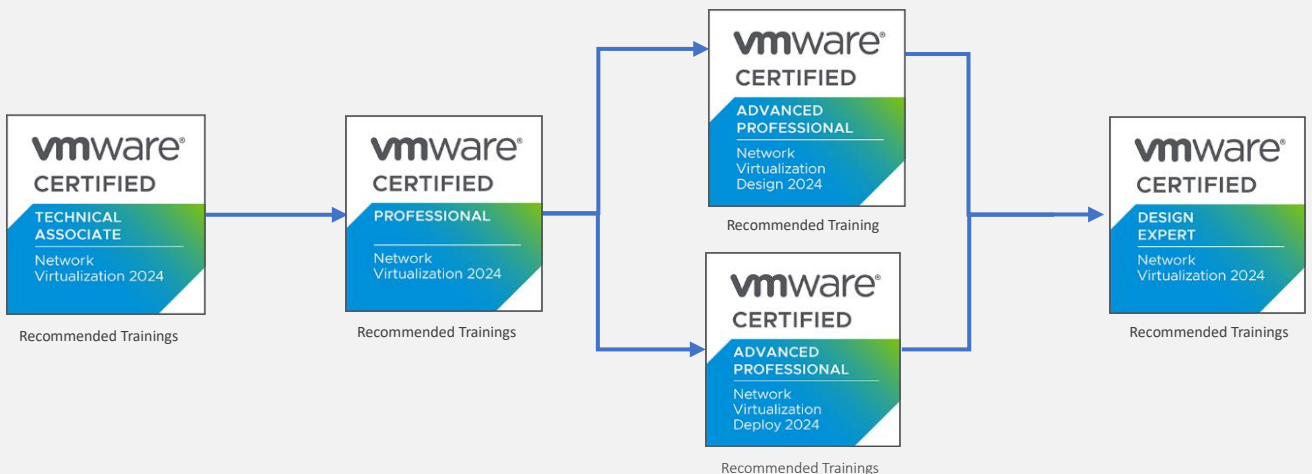 vmware®
CERTIFIED
TECHNICAL
ASSOCIATE
Network
Virtualization 2024
Recommended Trainings
vmware®
CERTIFIED
PROFESSIONAL
Network
Virtualization 2024
Recommended Trainings
vmware®
CERTIFIED
ADVANCED
PROFESSIONAL
Network
Virtualization
Design 2024
Recommended Training
vmware®
CERTIFIED
ADVANCED
PROFESSIONAL
Network
Virtualization
Deploy 2024
Recommended Trainings
vmware®
CERTIFIED
DESIGN
EXPERT
Network
Virtualization 2024
Recommended Trainings